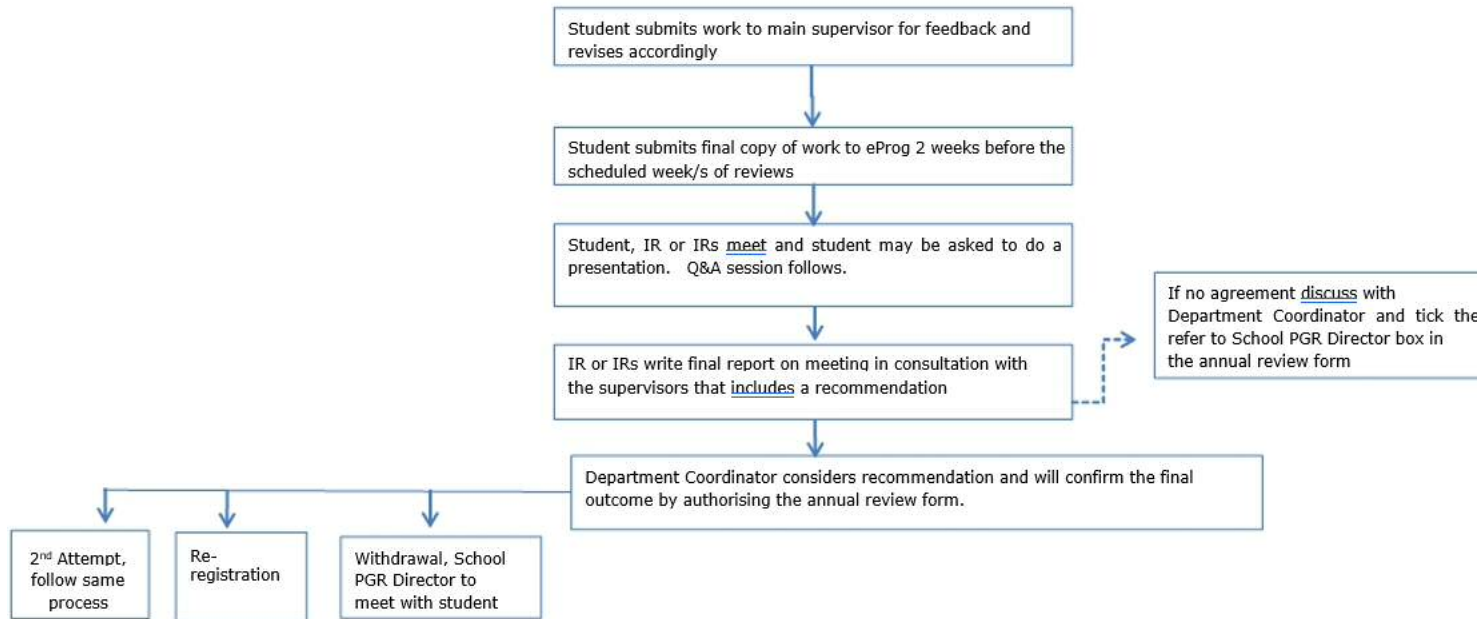 Student submits work to main supervisor for feedback and
revises accordingly
Student submits final copy of work to eProg 2 weeks before the
scheduled week/s of reviews
Student, IR or IRs meet and student may be asked to do a
presentation. Q&A session follows.
If no agreement discuss with
Department Coordinator and tick the
refer to School PGR Director box in
the annual review form
IR or IRs write final report on meeting in consultation with
the supervisors that includes a recommendation
Department Coordinator considers recommendation and will confirm the final
outcome by authorising the annual review form.
2nd Attempt,
follow same
process
Re-
registration
Withdrawal, School
PGR Director to
meet with student